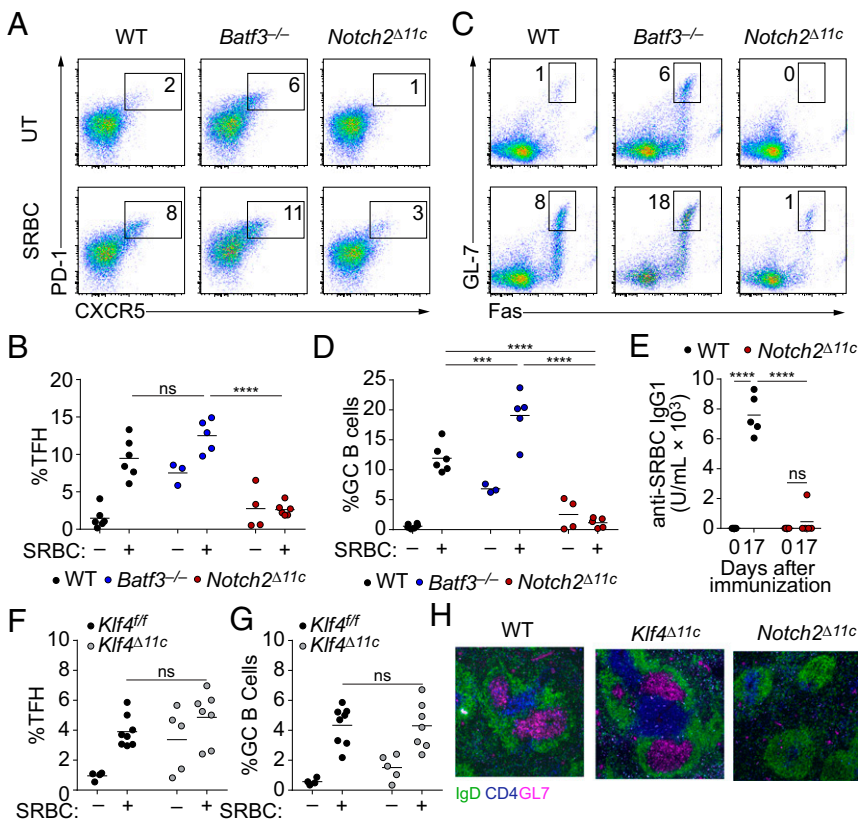 A
WT Batf3–/– Notch2Δ11c
UT
2 6 1
SRBC
8 11 3
PD-1
CXCR5
C
WT Batf3–/– Notch2Δ11c
1 6 0
8 18 1
GL-7
Fas
B
ns ****
%TFH
20
15
10
5
0
SRBC: – + – + – +
WT Batf3–/– Notch2Δ11c
D
****
*** ****
%GC B cells
25
20
15
10
5
0
SRBC: – + – + – +
WT Batf3–/– Notch2Δ11c
E
WT Notch2Δ11c
**** ****
ns
anti-SRBC IgG1
(U/mL × 10³)
10
8
6
4
2
0
0 17 0 17
Days after
immunization
F
Klf4f/f
Klf4Δ11c
ns
%TFH
10
8
6
4
2
0
SRBC: – + – +
G
Klf4f/f
Klf4Δ11c
ns
%GC B Cells
10
8
6
4
2
0
SRBC: – + – +
H
WT Klf4Δ11c Notch2Δ11c
IgD CD4 GL7